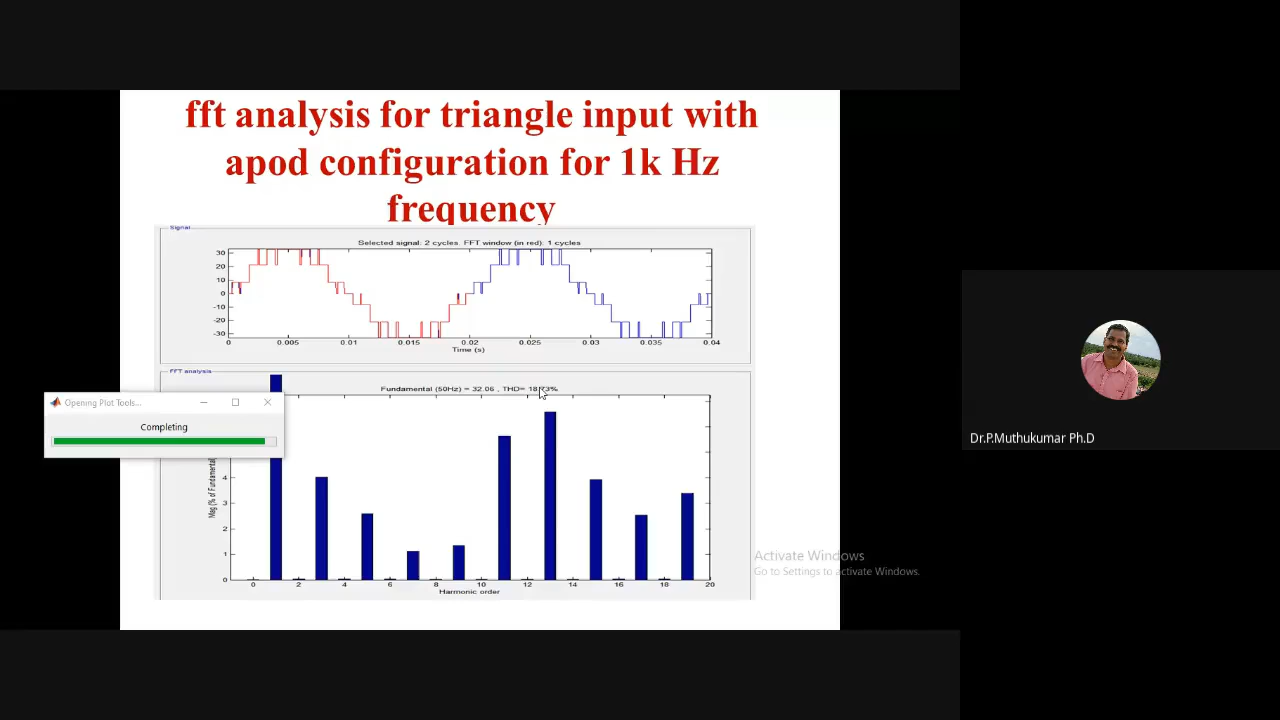 fft analysis for triangle input with
apod configuration for 1k Hz
frequency
Signal
Selected signal: 2 cycles. FFT window (in red): 1 cycles
30
20
10
0
-10
-20
-30
0 0.005 0.01 0.015 0.02 0.025 0.03 0.035 0.04
Time (s)
FFT analysis
Fundamental (50Hz) = 32.06 , THD= 18.73%
Opening Plot Tools...
Completing
Mag (% of Fundamental)
4
3
2
1
0
0 2 4 6 8 10 12 14 16 18 20
Harmonic order
Activate Windows
Go to Settings to activate Windows.
Dr.P.Muthukumar Ph.D